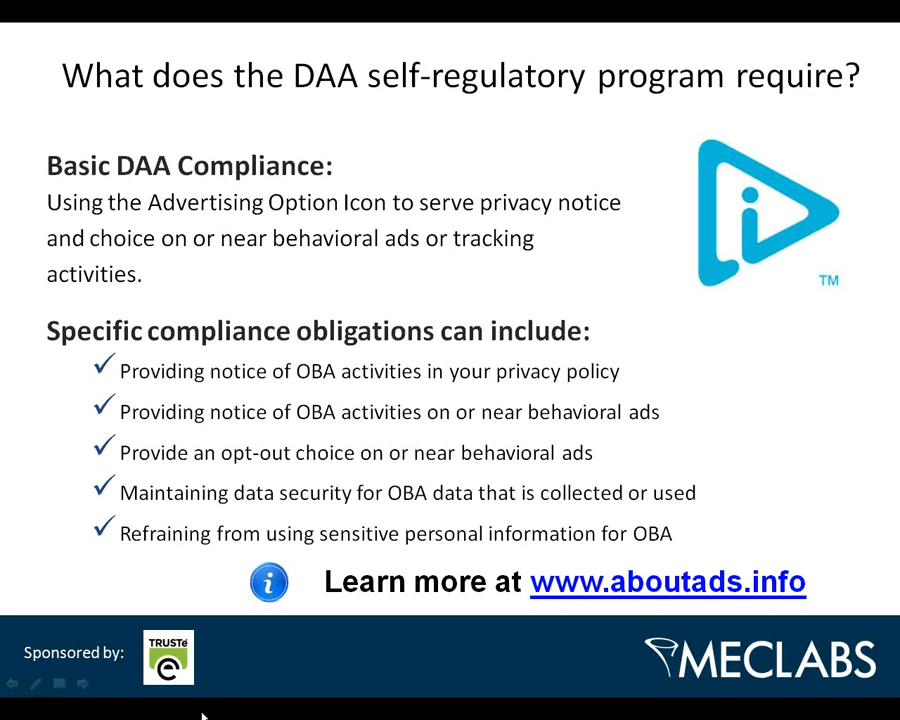 What does the DAA self-regulatory program require?
Basic DAA Compliance:
Using the Advertising Option Icon to serve privacy notice
and choice on or near behavioral ads or tracking
activities.
TM
Specific compliance obligations can include:
Providing notice of OBA activities in your privacy policy
Providing notice of OBA activities on or near behavioral ads
Provide an opt-out choice on or near behavioral ads
Maintaining data security for OBA data that is collected or used
Refraining from using sensitive personal information for OBA
i Learn more at www.aboutads.info
Sponsored by:
TRUSTe
e
MECLABS